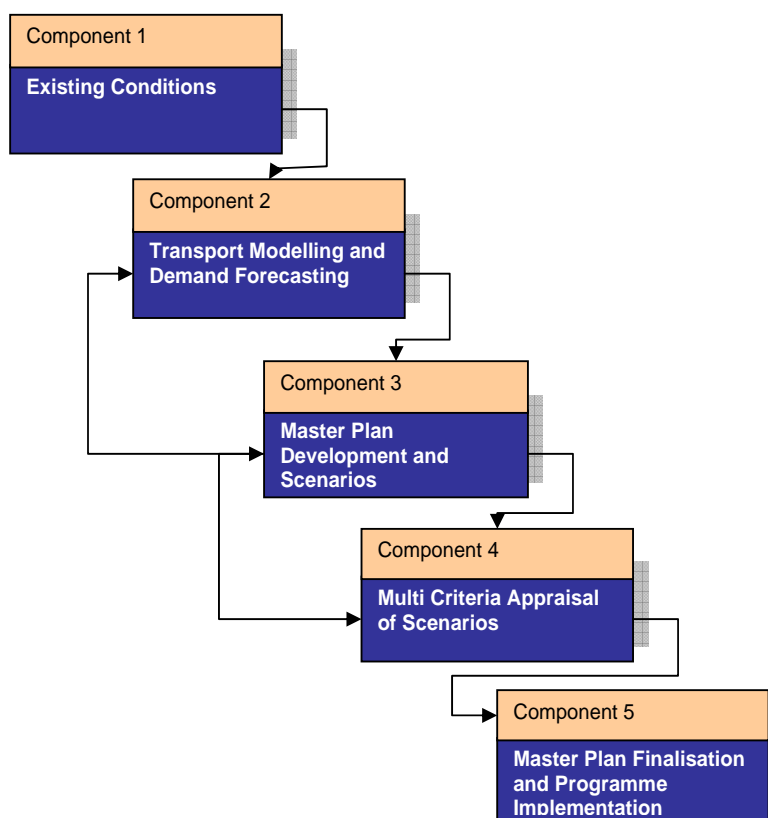 Component 1
Existing Conditions
Component 2
Transport Modelling and
Demand Forecasting
Component 3
Master Plan
Development and
Scenarios
Component 4
Multi Criteria Appraisal
of Scenarios
Component 5
Master Plan Finalisation
and Programme
Implementation